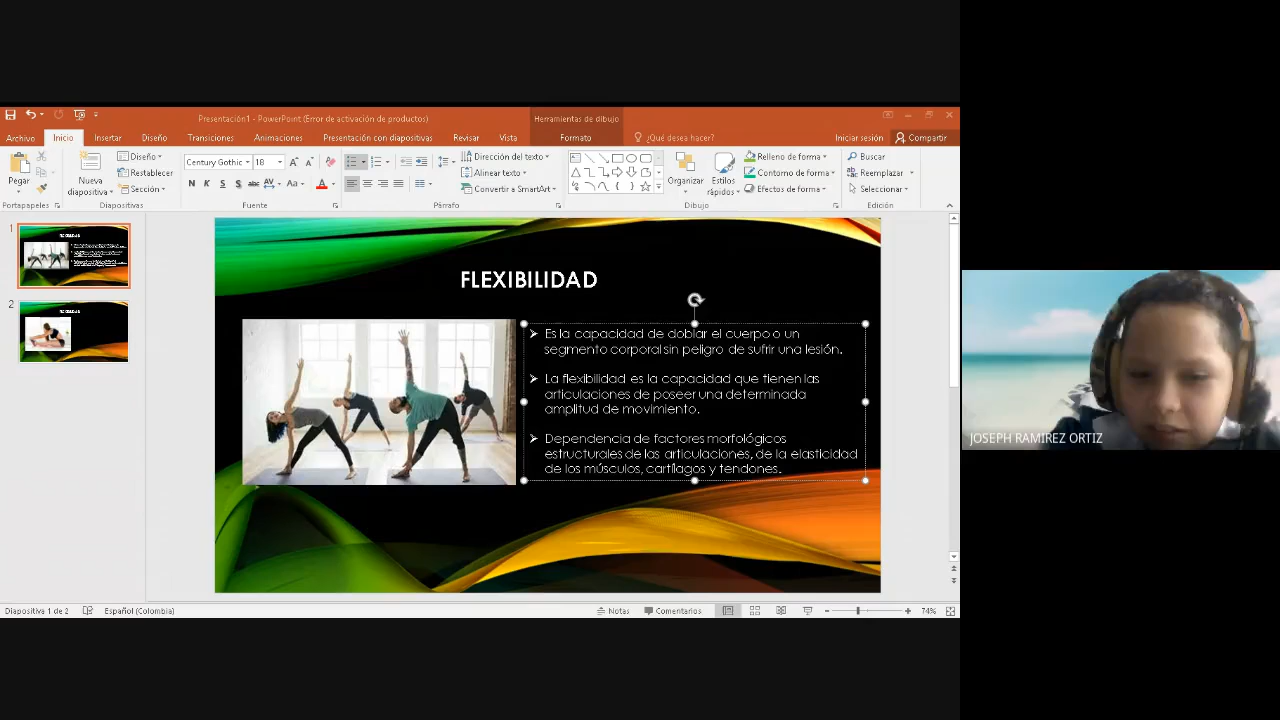 Presentación1 - PowerPoint (Error de activación de productos)
Herramientas de dibujo
Archivo
Inicio
Insertar
Diseño
Transiciones
Animaciones
Presentación con diapositivas
Revisar
Vista
Formato
¿Qué desea hacer?
Iniciar sesión
Compartir
Pegar
Nueva
diapositiva
Diseño
Restablecer
Sección
Century Gothic
18
N K S S abc AV Aa A
Dirección del texto
Alinear texto
Convertir a SmartArt
Organizar
Estilos
rápidos
Relleno de forma
Contorno de forma
Efectos de forma
Buscar
Reemplazar
Seleccionar
Portapapeles
Diapositivas
Fuente
Párrafo
Dibujo
Edición
1
2
FLEXIBILIDAD
➤ Es la capacidad de doblar el cuerpo o un
segmento corporal sin peligro de sufrir una lesión.
➤ La flexibilidad es la capacidad que tienen las
articulaciones de poseer una determinada
amplitud de movimiento.
➤ Dependencia de factores morfológicos
estructurales de las articulaciones, de la elasticidad
de los músculos, cartílagos y tendones.
JOSEPH RAMIREZ ORTIZ
Diapositiva 1 de 2
Español (Colombia)
Notas
Comentarios
74%